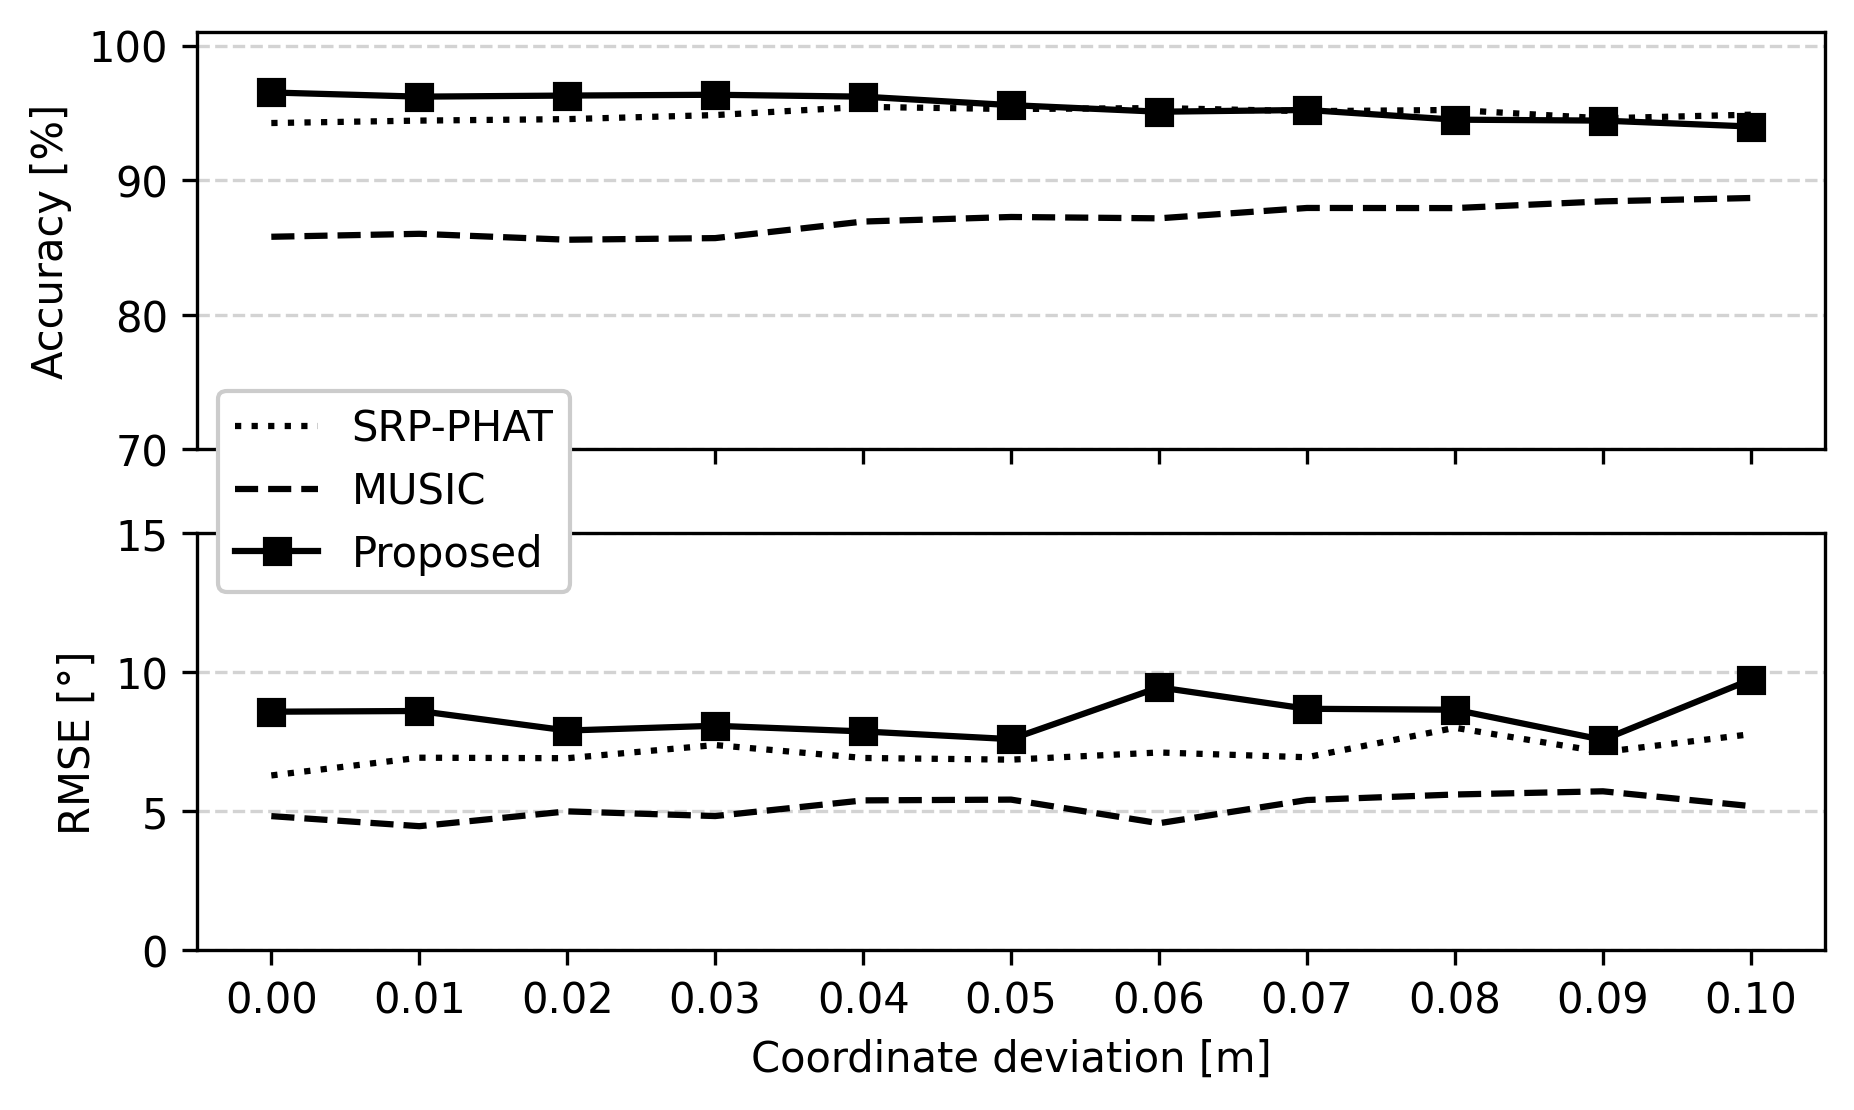 100
90
80
70
Accuracy [%]
SRP-PHAT
MUSIC
Proposed
15
10
5
0
RMSE [°]
0.00 0.01 0.02 0.03 0.04 0.05 0.06 0.07 0.08 0.09 0.10
Coordinate deviation [m]